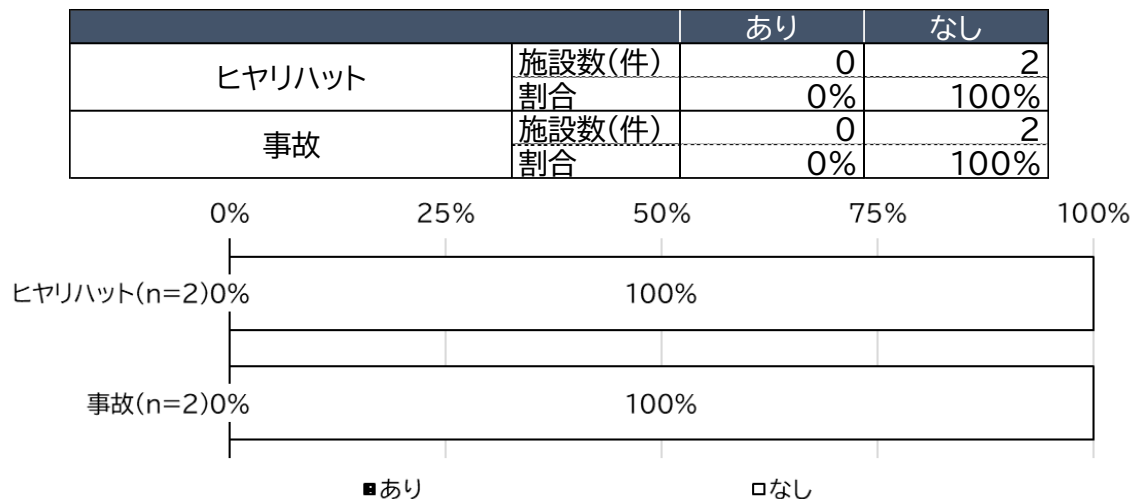 あり なし
ヒヤリハット 施設数(件) 0 2
割合 0% 100%
事故 施設数(件) 0 2
割合 0% 100%
0% 25% 50% 75% 100%
ヒヤリハット(n=2) 0% 100%
事故(n=2) 0% 100%
■あり □なし